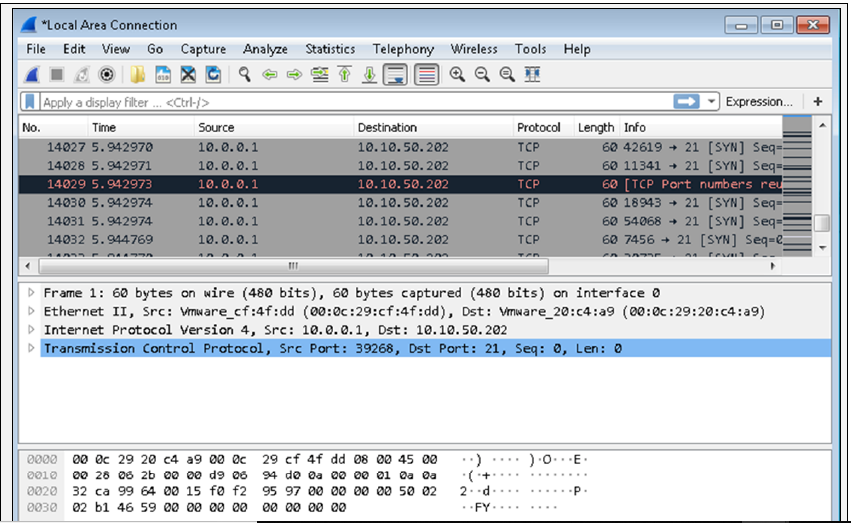 *Local Area Connection
File Edit View Go Capture Analyze Statistics Telephony Wireless Tools Help
Apply a display filter ... <Ctrl-/> Expression... +
No. Time Source Destination Protocol Length Info
14027 5.942970 10.0.0.1 10.10.50.202 TCP 60 42619 → 21 [SYN] Seq=
14028 5.942971 10.0.0.1 10.10.50.202 TCP 60 11341 → 21 [SYN] Seq=
14029 5.942973 10.0.0.1 10.10.50.202 TCP 60 [TCP Port numbers reu
14030 5.942974 10.0.0.1 10.10.50.202 TCP 60 18943 → 21 [SYN] Seq=
14031 5.942974 10.0.0.1 10.10.50.202 TCP 60 54068 → 21 [SYN] Seq=
14032 5.944769 10.0.0.1 10.10.50.202 TCP 60 7456 → 21 [SYN] Seq=0
Frame 1: 60 bytes on wire (480 bits), 60 bytes captured (480 bits) on interface 0
Ethernet II, Src: Vmware_cf:4f:dd (00:0c:29:cf:4f:dd), Dst: Vmware_20:c4:a9 (00:0c:29:20:c4:a9)
Internet Protocol Version 4, Src: 10.0.0.1, Dst: 10.10.50.202
Transmission Control Protocol, Src Port: 39268, Dst Port: 21, Seq: 0, Len: 0
0000 00 0c 29 20 c4 a9 00 0c 29 cf 4f dd 08 00 45 00 ··) ···· )·O···E·
0010 00 28 06 2b 00 00 d9 06 94 d0 0a 00 00 01 0a 0a ·(·+···· ········
0020 32 ca 99 64 00 15 f0 f2 95 97 00 00 00 00 50 02 2··d···· ······P·
0030 02 b1 46 59 00 00 00 00 00 00 00 00 ··FY···· ····